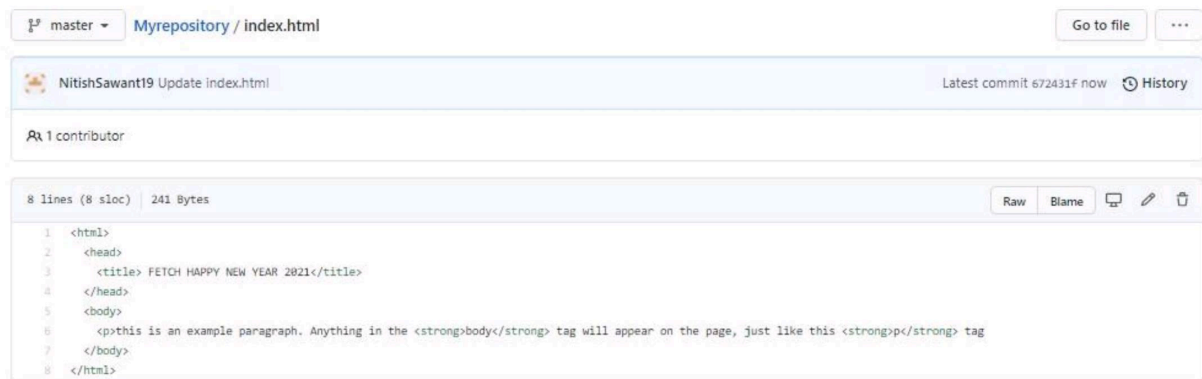 master Myrepository / index.html Go to file ...
NitishSawant19 Update index.html Latest commit 672431f now History
1 contributor
8 lines (8 sloc) 241 Bytes Raw Blame
1 <html>
2 <head>
3 <title> FETCH HAPPY NEW YEAR 2021</title>
4 </head>
5 <body>
6 <p>this is an example paragraph. Anything in the <strong>body</strong> tag will appear on the page, just like this <strong>p</strong> tag
7 </body>
8 </html>